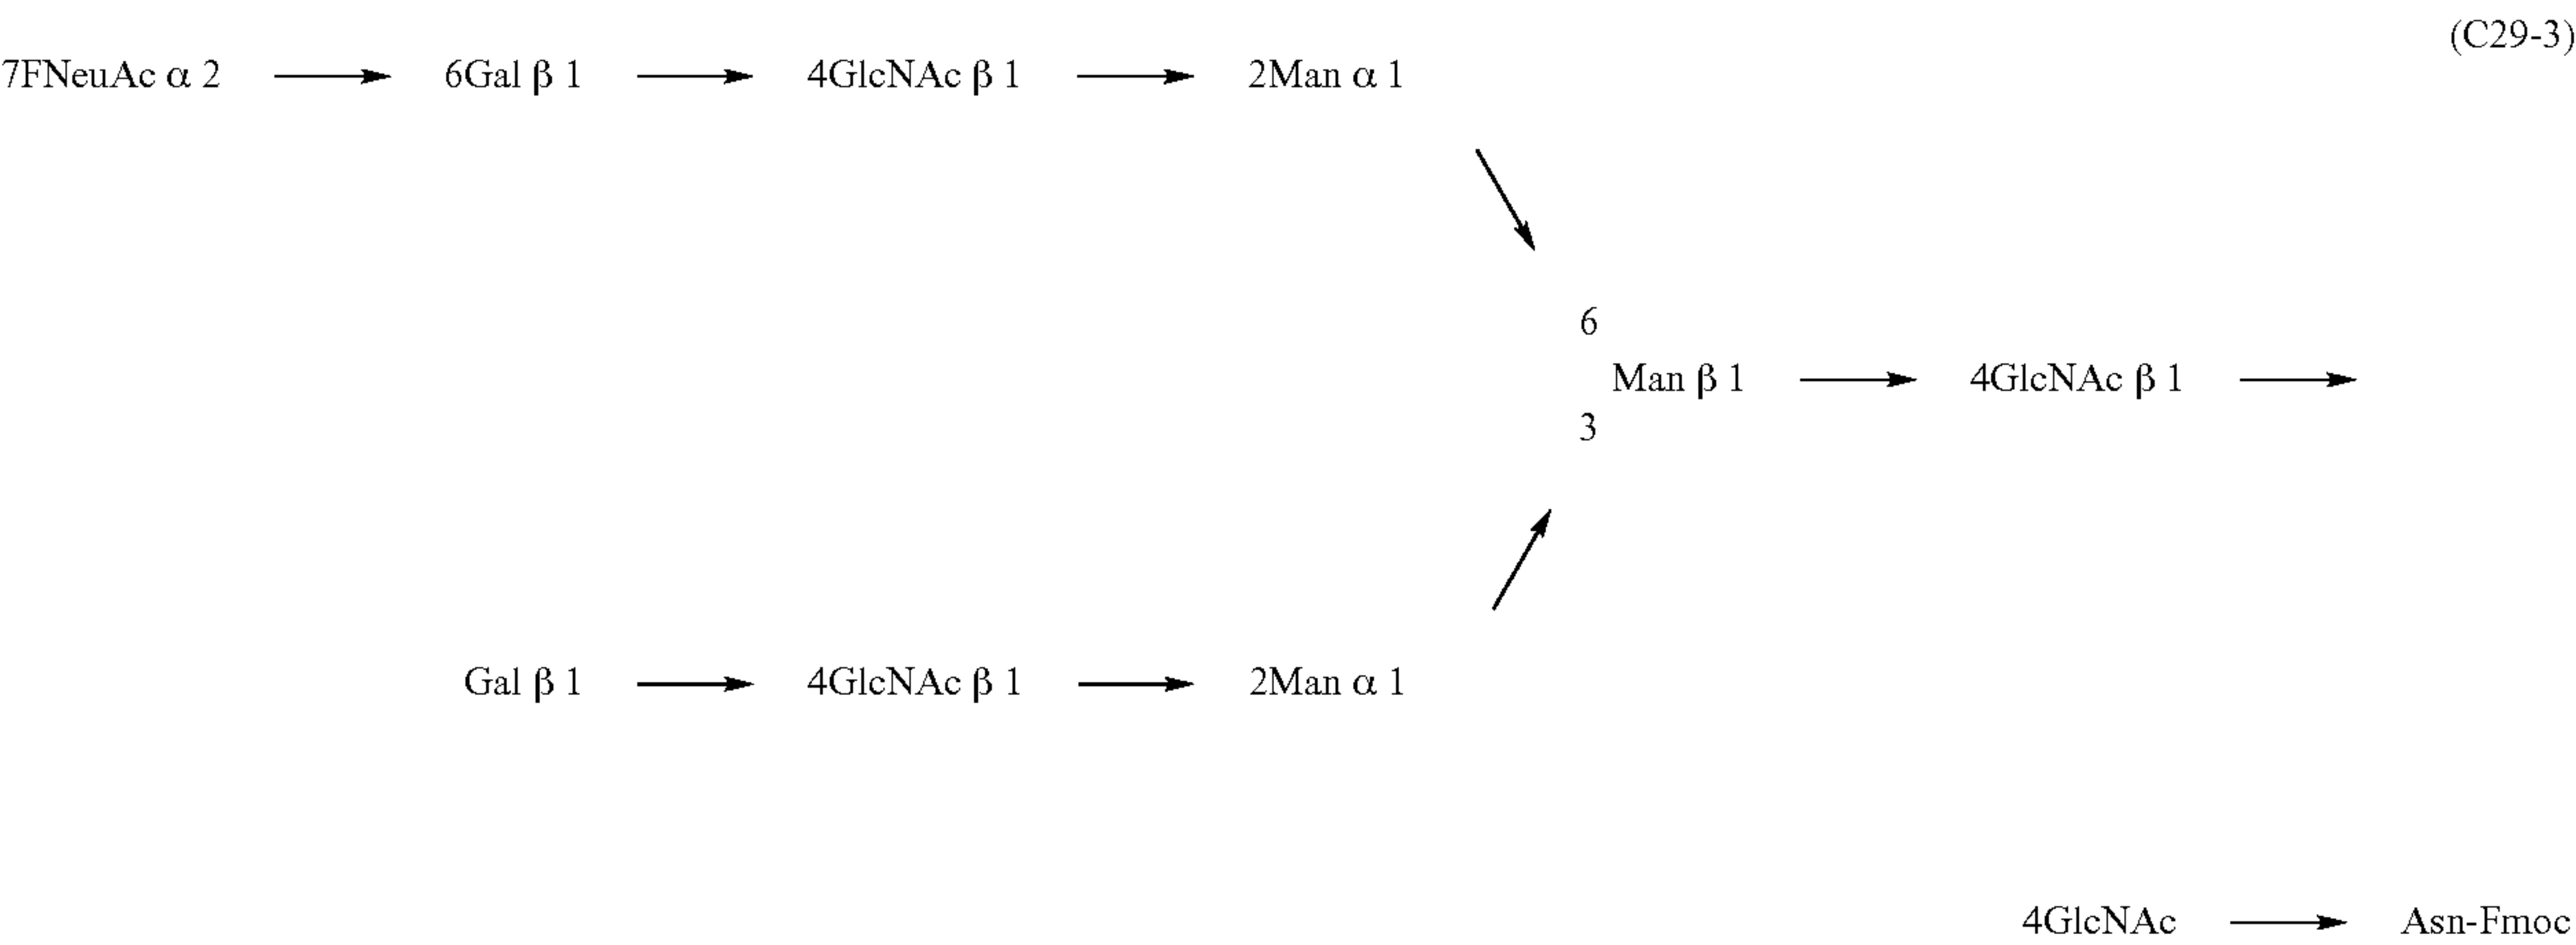 (C29-3)
7FNeuAc α 2 → 6Gal β 1 → 4GlcNAc β 1 → 2Man α 1
6
Man β 1 → 4GlcNAc β 1 →
3
Gal β 1 → 4GlcNAc β 1 → 2Man α 1
4GlcNAc → Asn-Fmoc